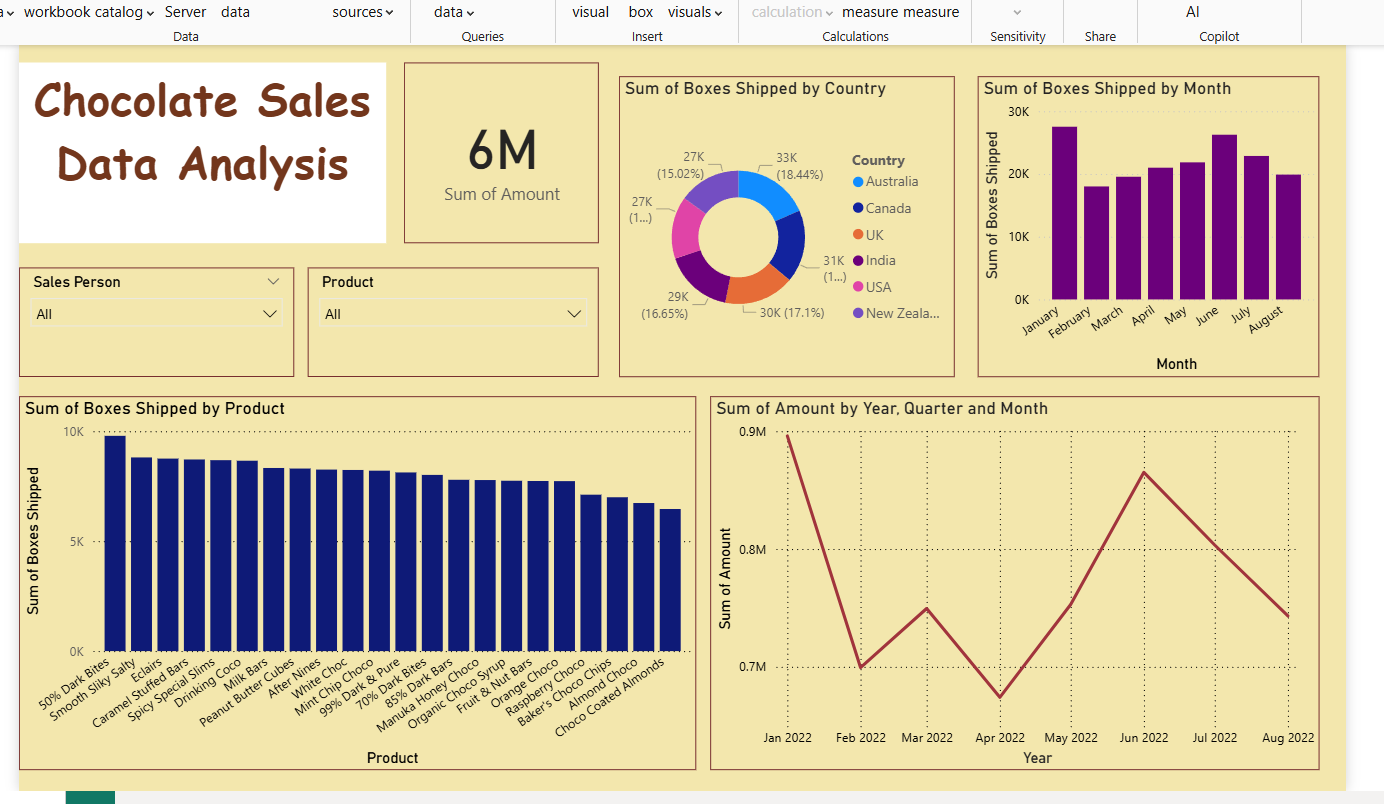 workbook catalog Server data sources data visual box visuals calculation measure measure AI
Data Queries Insert Calculations Sensitivity Share Copilot
Chocolate Sales
Data Analysis
6M
Sum of Amount
Sales Person
All
Product
All
Sum of Boxes Shipped by Country
27K
(15.02%)
33K
(18.44%)
27K
(1...)
31K
(1...)
29K
(16.65%)
30K (17.1%)
Country
Australia
Canada
UK
India
USA
New Zeala...
Sum of Boxes Shipped by Month
Sum of Boxes Shipped
30K
20K
10K
0K
January
February
March
April
May
June
July
August
Month
Sum of Boxes Shipped by Product
Sum of Boxes Shipped
10K
5K
0K
50% Dark Bites
Smooth Sliky Salty
Eclairs
Caramel Stuffed Bars
Spicy Special Slims
Drinking Coco
Milk Bars
Peanut Butter Cubes
After Nines
White Choc
Mint Chip Choco
99% Dark & Pure
70% Dark Bites
85% Dark Bars
Manuka Honey Choco
Organic Choco Syrup
Fruit & Nut Bars
Orange Choco
Raspberry Choco
Baker's Choco Chips
Almond Choco
Choco Coated Almonds
Product
Sum of Amount by Year, Quarter and Month
Sum of Amount
0.9M
0.8M
0.7M
Jan 2022 Feb 2022 Mar 2022 Apr 2022 May 2022 Jun 2022 Jul 2022 Aug 2022
Year